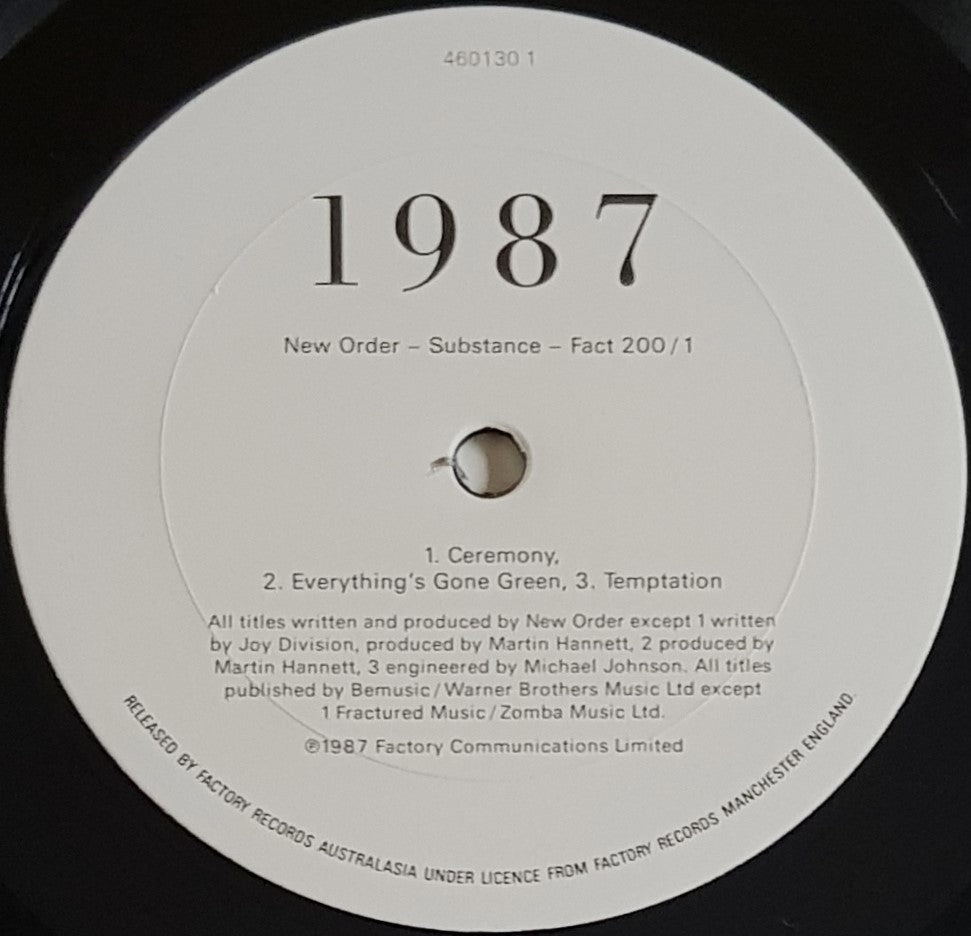 460130 1
1987
New Order – Substance – Fact 200/1
1. Ceremony,
2. Everything's Gone Green, 3. Temptation
All titles written and produced by New Order except 1 written
by Joy Division, produced by Martin Hannett, 2 produced by
Martin Hannett, 3 engineered by Michael Johnson. All titles
published by Bemusic/Warner Brothers Music Ltd except
1 Fractured Music/Zomba Music Ltd.
℗1987 Factory Communications Limited
RELEASED BY FACTORY RECORDS AUSTRALASIA UNDER LICENCE FROM FACTORY RECORDS MANCHESTER ENGLAND.